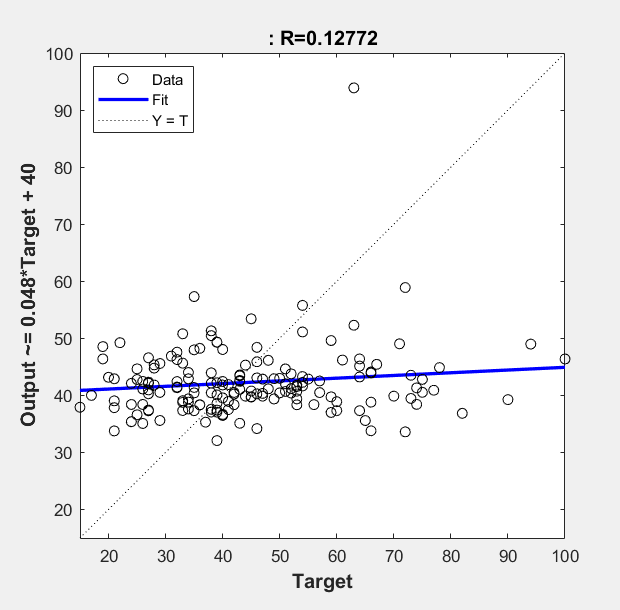 : R=0.12772
Data
Fit
Y = T
Output ~= 0.048*Target + 40
100
90
80
70
60
50
40
30
20
20 30 40 50 60 70 80 90 100
Target